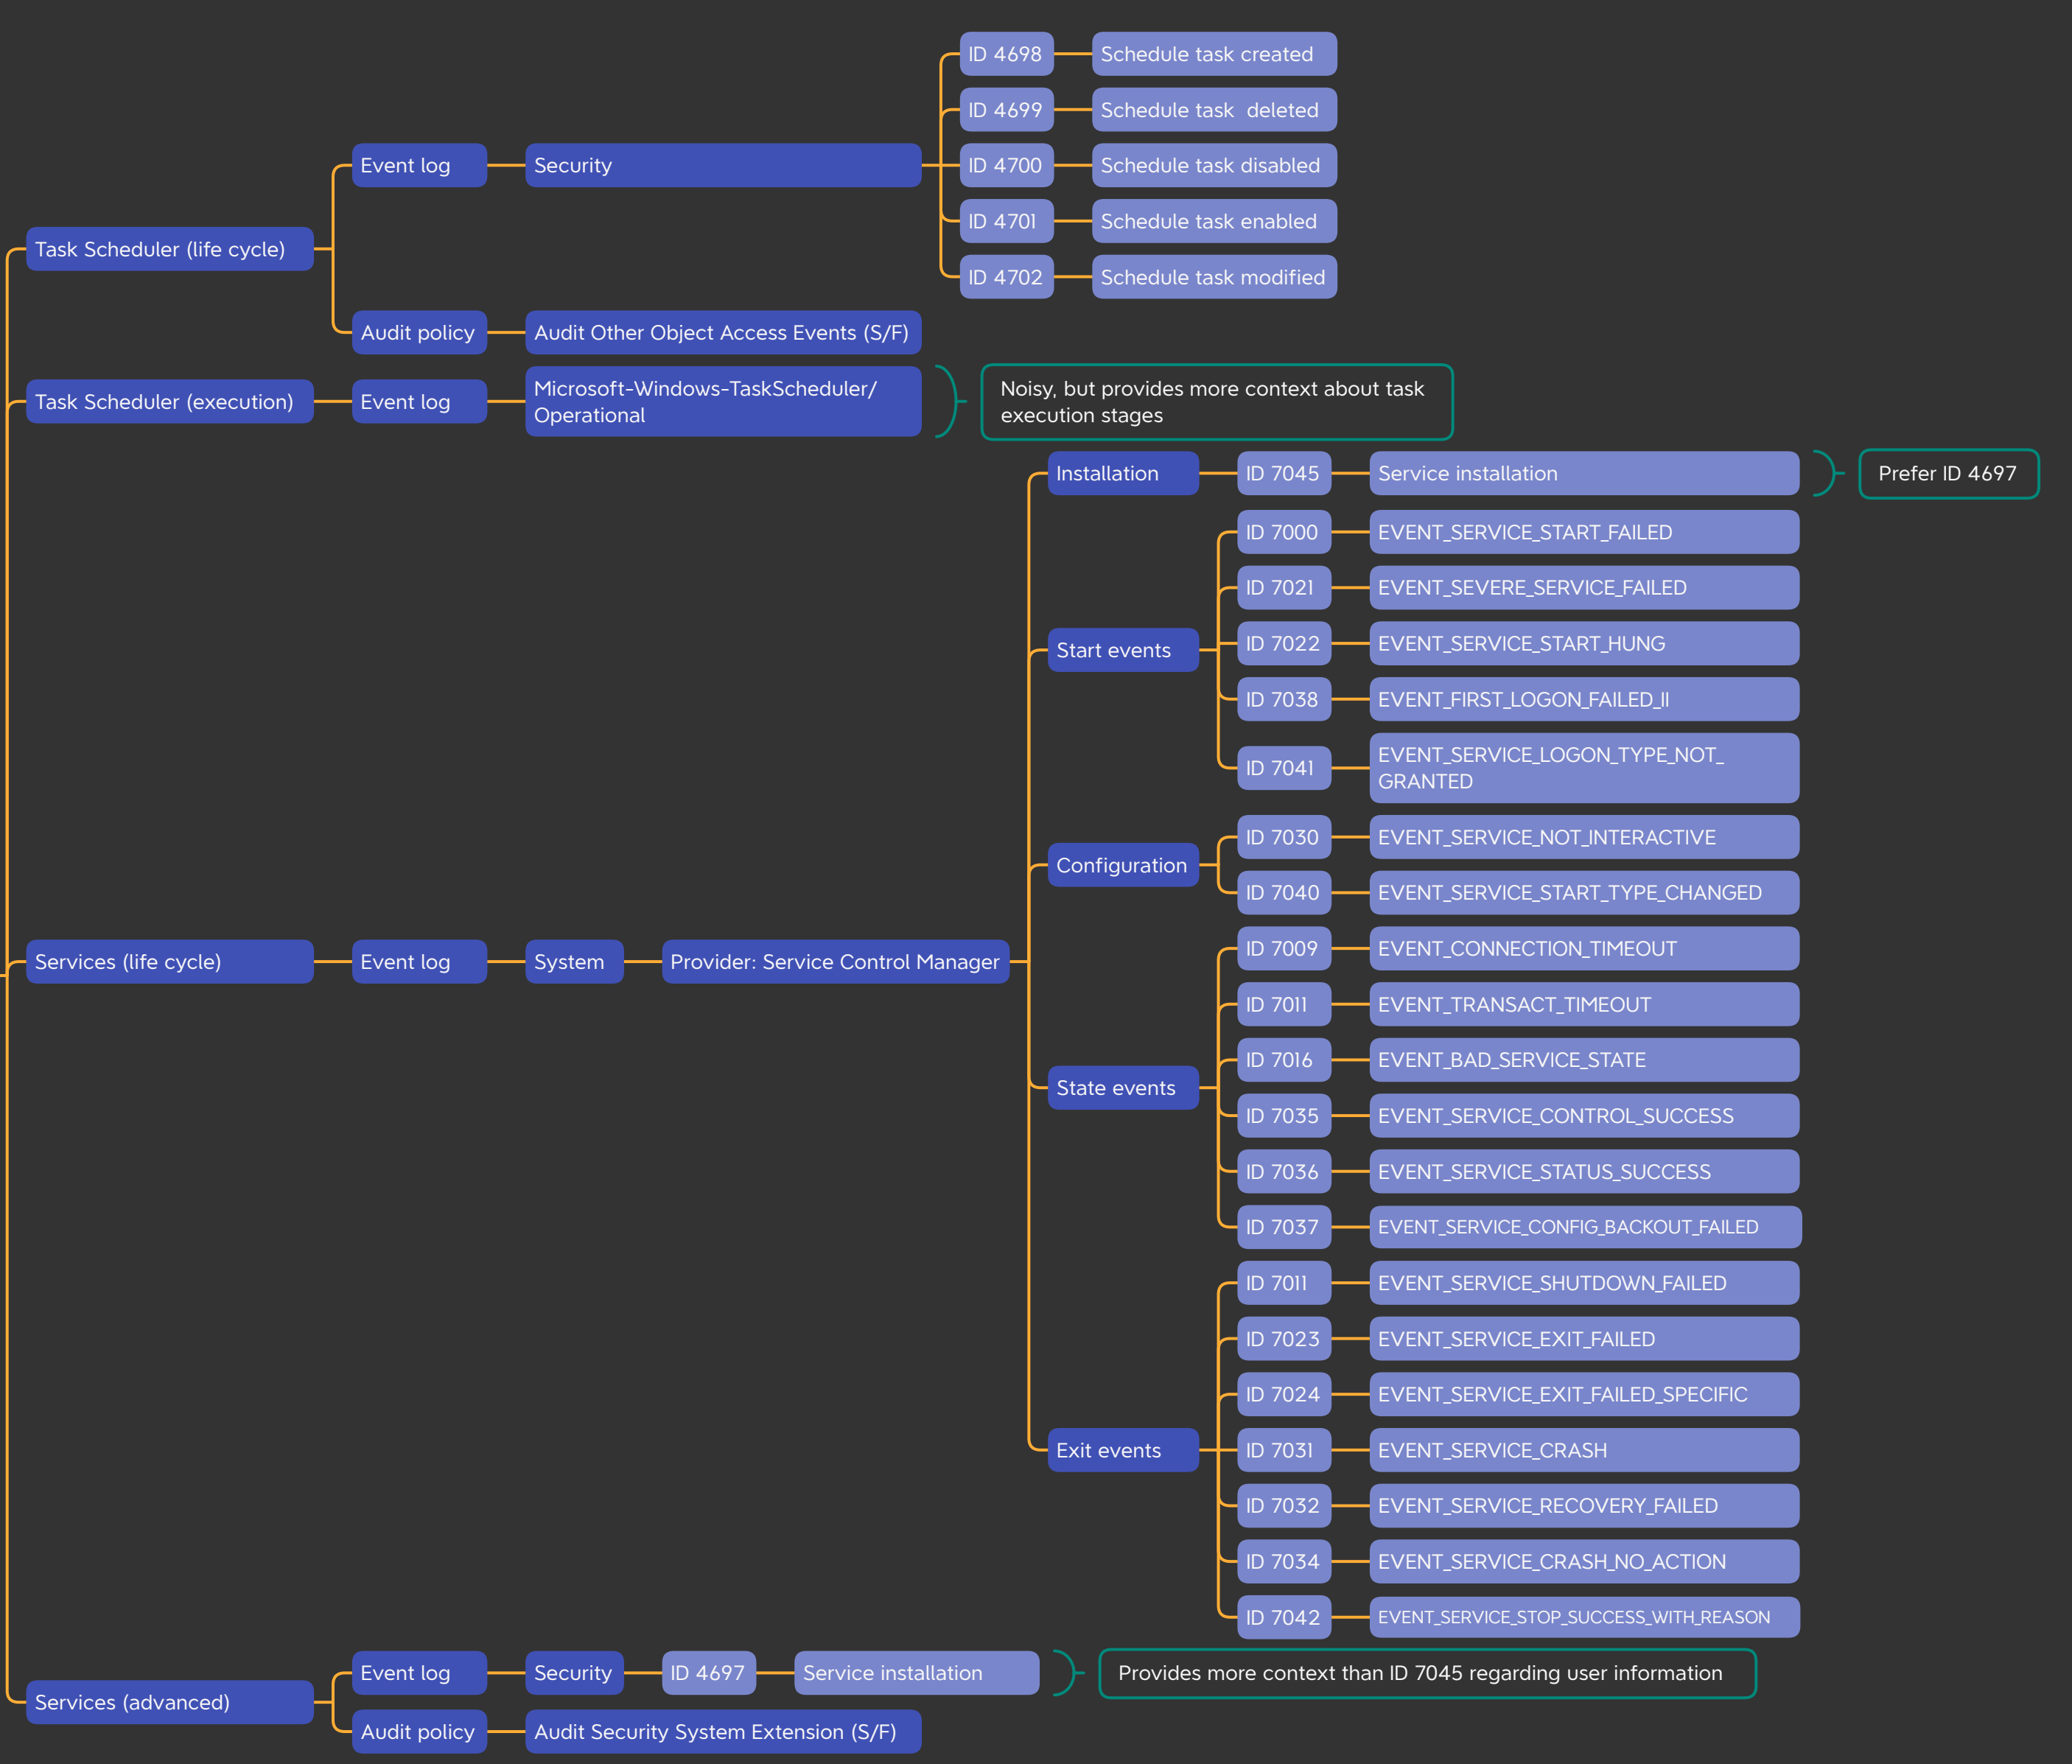 ID 4698
Schedule task created
ID 4699
Schedule task  deleted
Event log
Security
ID 4700
Schedule task disabled
ID 4701
Schedule task enabled
Task Scheduler (life cycle)
ID 4702
Schedule task modified
Audit policy
Audit Other Object Access Events (S/F)
Task Scheduler (execution)
Event log
Microsoft-Windows-TaskScheduler/
Operational
Noisy, but provides more context about task
execution stages
Installation
ID 7045
Service installation
Prefer ID 4697
ID 7000
EVENT_SERVICE_START_FAILED
ID 7021
EVENT_SEVERE_SERVICE_FAILED
Start events
ID 7022
EVENT_SERVICE_START_HUNG
ID 7038
EVENT_FIRST_LOGON_FAILED_II
ID 7041
EVENT_SERVICE_LOGON_TYPE_NOT_
GRANTED
Configuration
ID 7030
EVENT_SERVICE_NOT_INTERACTIVE
ID 7040
EVENT_SERVICE_START_TYPE_CHANGED
Services (life cycle)
Event log
System
Provider: Service Control Manager
ID 7009
EVENT_CONNECTION_TIMEOUT
ID 7011
EVENT_TRANSACT_TIMEOUT
ID 7016
EVENT_BAD_SERVICE_STATE
State events
ID 7035
EVENT_SERVICE_CONTROL_SUCCESS
ID 7036
EVENT_SERVICE_STATUS_SUCCESS
ID 7037
EVENT_SERVICE_CONFIG_BACKOUT_FAILED
ID 7011
EVENT_SERVICE_SHUTDOWN_FAILED
ID 7023
EVENT_SERVICE_EXIT_FAILED
ID 7024
EVENT_SERVICE_EXIT_FAILED_SPECIFIC
Exit events
ID 7031
EVENT_SERVICE_CRASH
ID 7032
EVENT_SERVICE_RECOVERY_FAILED
ID 7034
EVENT_SERVICE_CRASH_NO_ACTION
ID 7042
EVENT_SERVICE_STOP_SUCCESS_WITH_REASON
Services (advanced)
Event log
Security
ID 4697
Service installation
Provides more context than ID 7045 regarding user information
Audit policy
Audit Security System Extension (S/F)